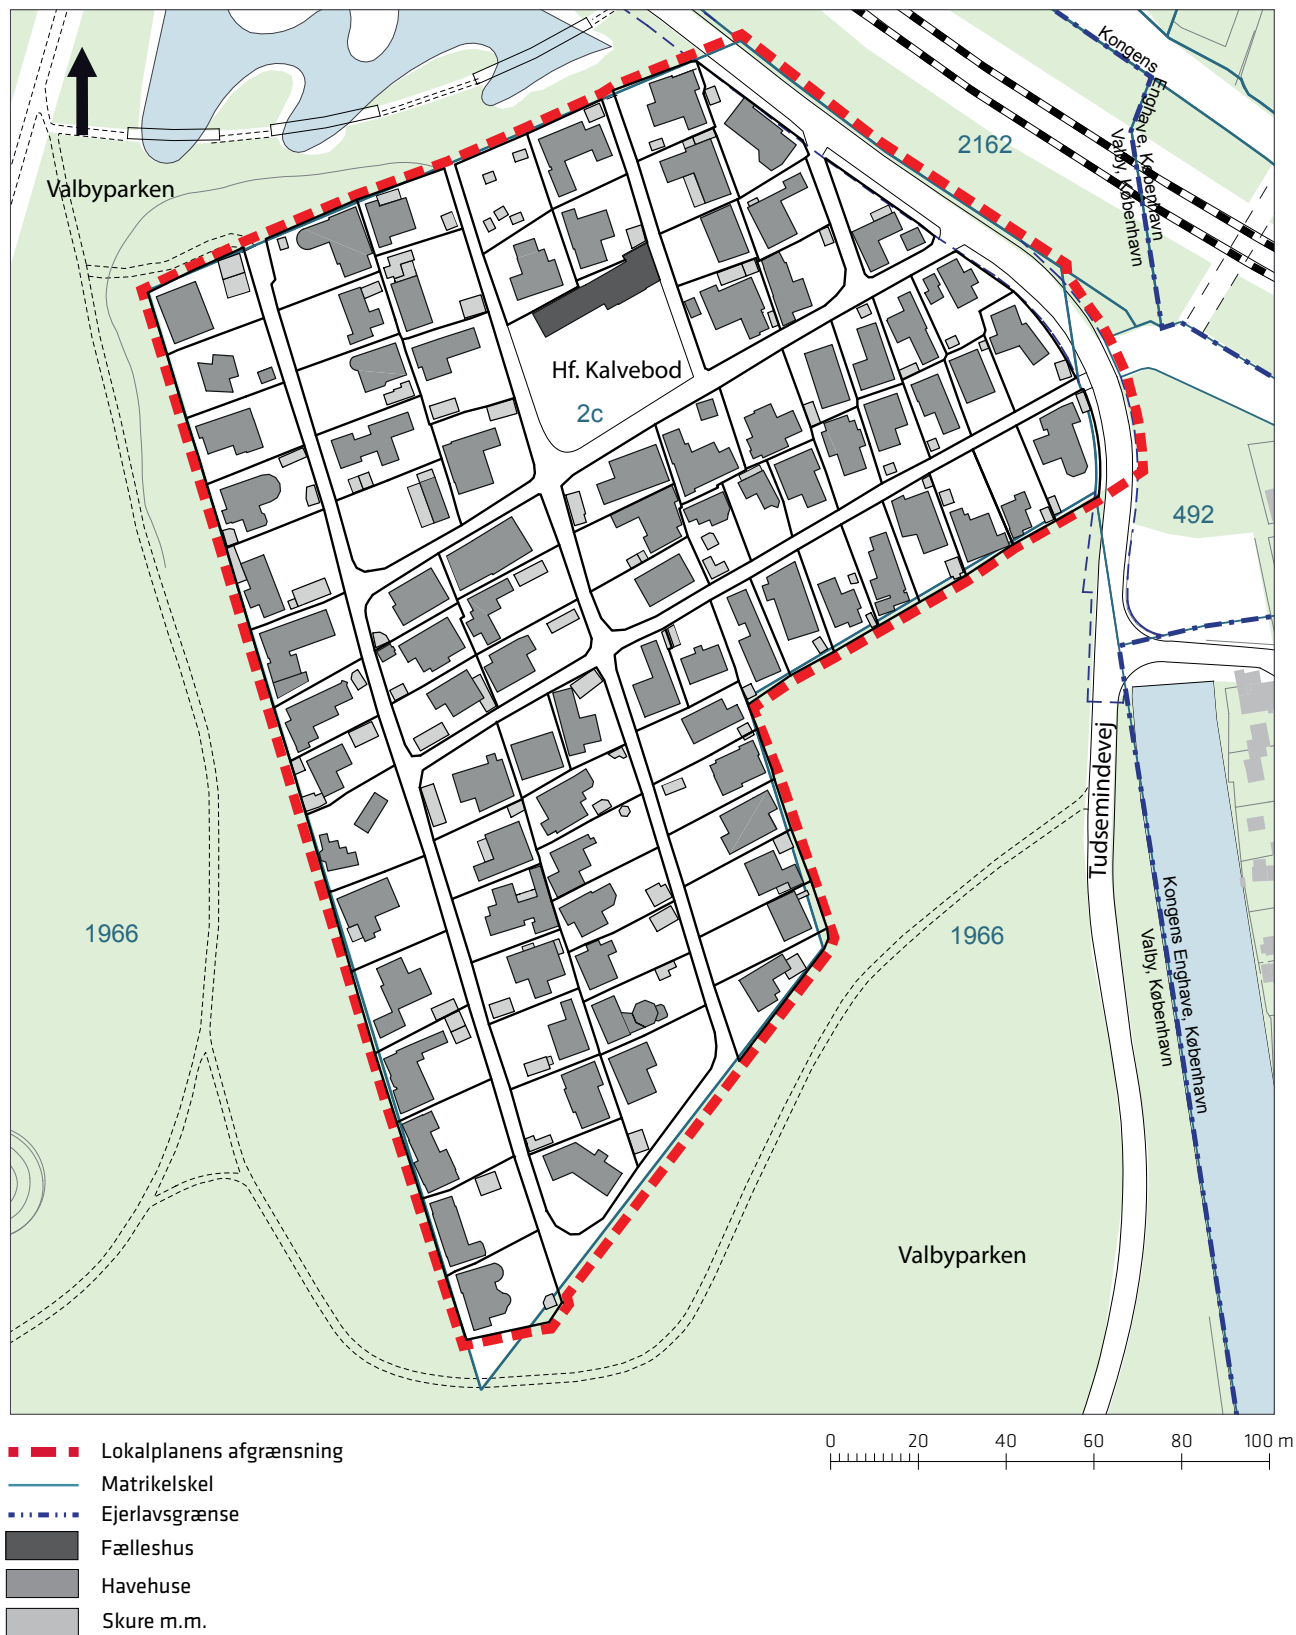 Kongens Enghave, København
Valby, København
2162
Valbyparken
Hf. Kalvebod
2c
492
Tudsemindevej
1966
1966
Kongens Enghave, København
Valby, København
Valbyparken
0 20 40 60 80 100 m
Lokalplanens afgrænsning
Matrikelskel
Ejerlavsgrænse
Fælleshus
Havehuse
Skure m.m.